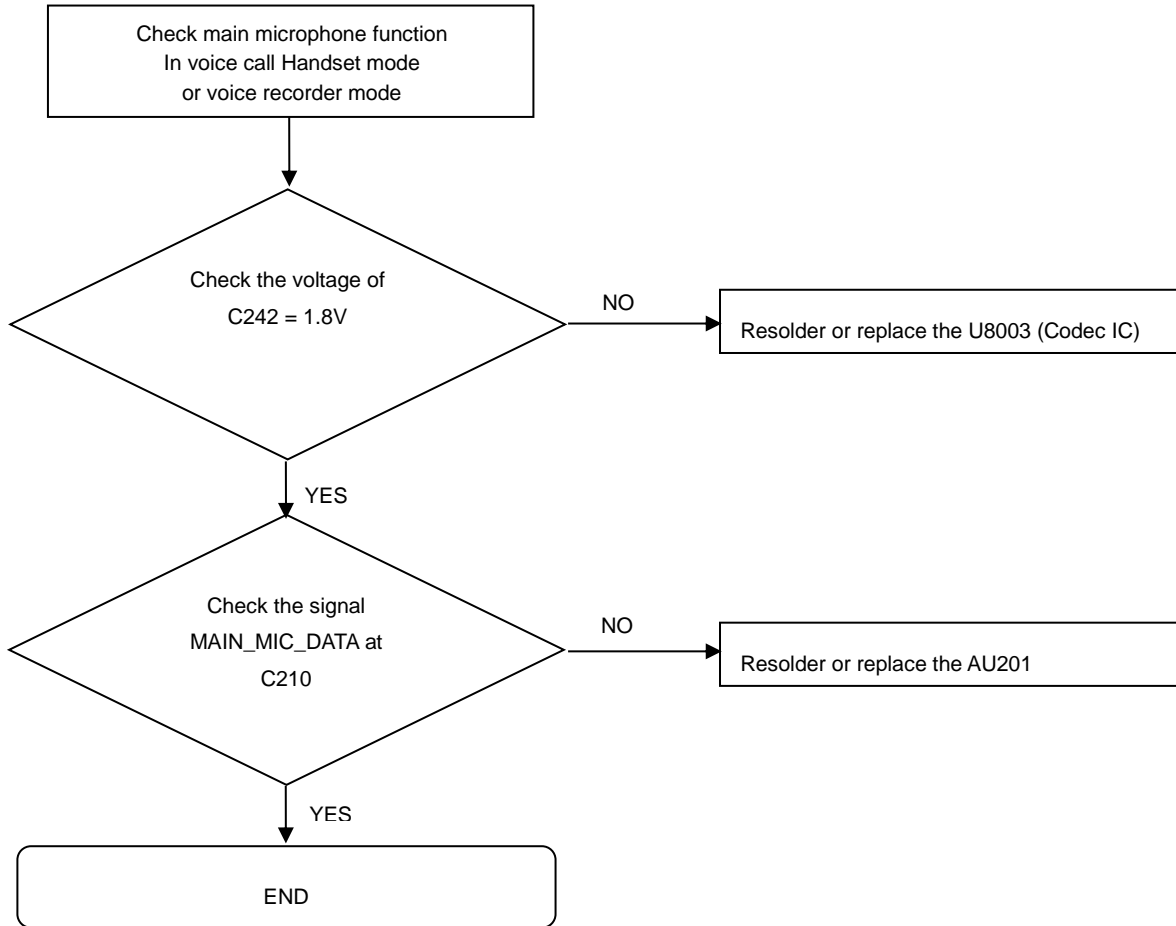 Check main microphone function
In voice call Handset mode
or voice recorder mode
Check the voltage of
C242 = 1.8V
NO
Resolder or replace the U8003 (Codec IC)
YES
Check the signal
MAIN_MIC_DATA at
C210
NO
Resolder or replace the AU201
YES
END